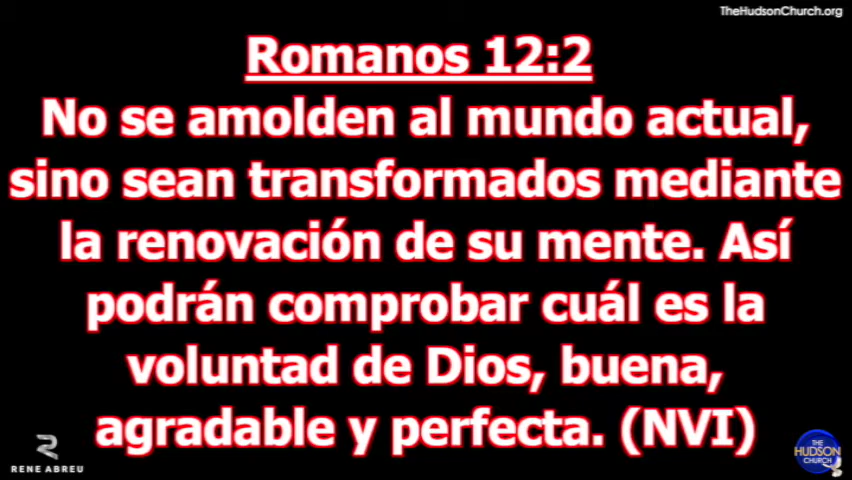 TheHudsonChurch.org
Romanos 12:2
No se amolden al mundo actual,
sino sean transformados mediante
la renovación de su mente. Así
podrán comprobar cuál es la
voluntad de Dios, buena,
agradable y perfecta. (NVI)
RENE ABREU
THE
HUDSON
CHURCH